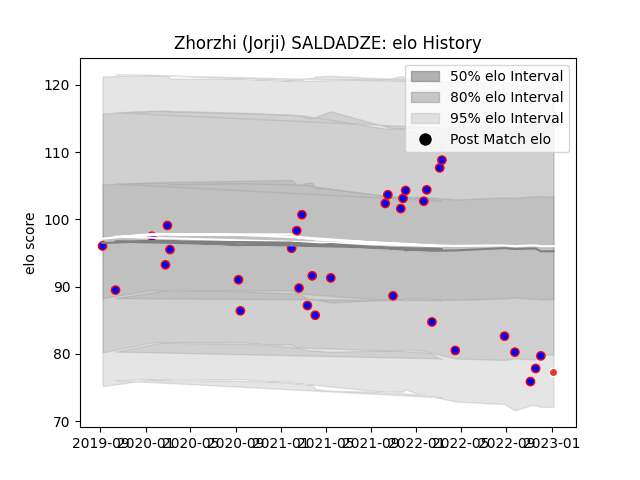 Zhorzhi (Jorji) SALDADZE: elo History
50% elo Interval
80% elo Interval
95% elo Interval
Post Match elo
elo score
120
110
100
90
80
70
2019-09 2020-01 2020-05 2020-09 2021-01 2021-05 2021-09 2022-01 2022-05 2022-09 2023-01